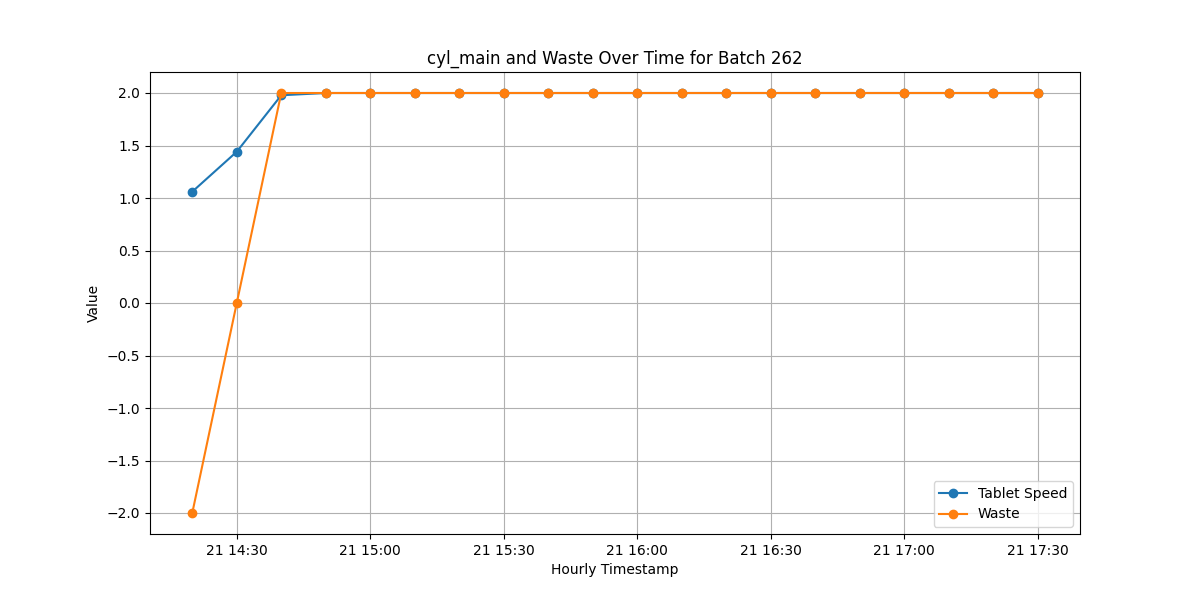 cyl_main and Waste Over Time for Batch 262
2.0
1.5
1.0
0.5
0.0
−0.5
−1.0
−1.5
−2.0
Value
Tablet Speed
Waste
21 14:30 21 15:00 21 15:30 21 16:00 21 16:30 21 17:00 21 17:30
Hourly Timestamp